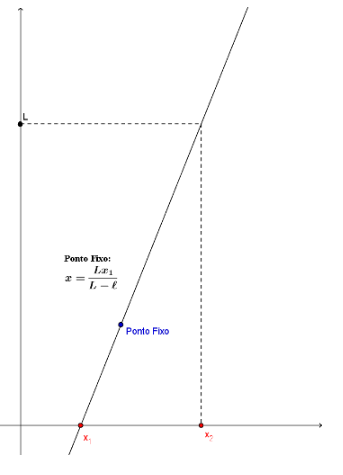 L
Ponto Fixo:
x = Lx₁ / (L − ℓ)
Ponto Fixo
x₁
x₂